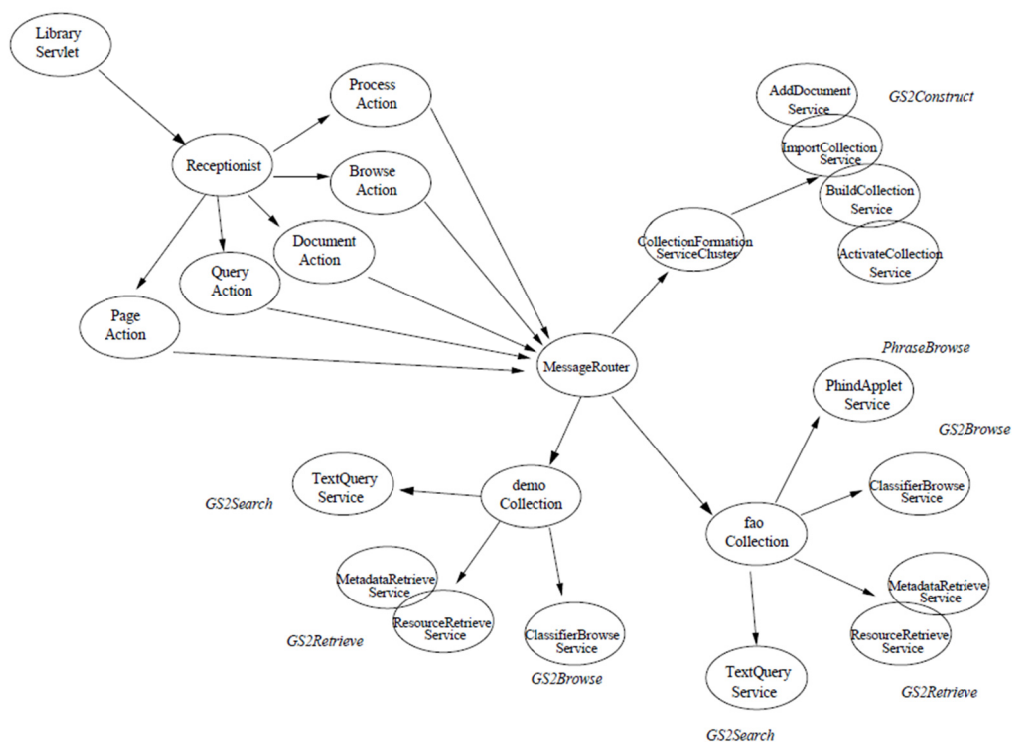 Library
Servlet
Process
Action
AddDocument
Service
GS2Construct
Receptionist
Browse
Action
ImportCollection
Service
BuildCollection
Service
Document
Action
CollectionFormation
ServiceCluster
ActivateCollection
Service
Query
Action
Page
Action
MessageRouter
PhraseBrowse
PhindApplet
Service
GS2Browse
TextQuery
Service
GS2Search
demo
Collection
ClassifierBrowse
Service
fao
Collection
MetadataRetrieve
Service
ResourceRetrieve
Service
GS2Retrieve
ClassifierBrowse
Service
GS2Browse
MetadataRetrieve
Service
ResourceRetrieve
Service
GS2Retrieve
TextQuery
Service
GS2Search